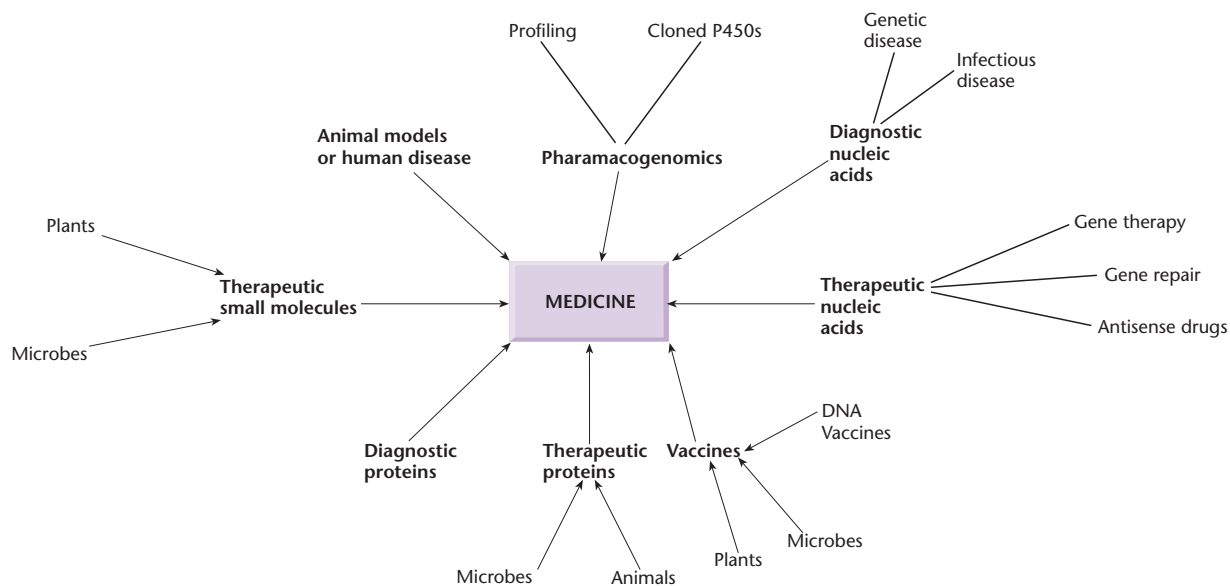 Profiling
Cloned P450s
Genetic
disease
Infectious
disease
Animal models
or human disease
Pharamacogenomics
Diagnostic
nucleic
acids
Plants
Therapeutic
small molecules
Microbes
MEDICINE
Therapeutic
nucleic
acids
Gene therapy
Gene repair
Antisense drugs
Diagnostic
proteins
Therapeutic
proteins
Vaccines
DNA
Vaccines
Microbes
Animals
Plants
Microbes